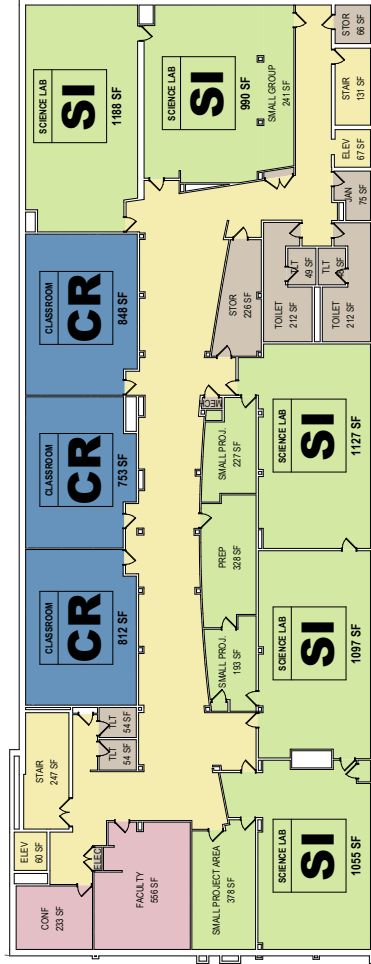 SCIENCE LAB
SI
1188 SF
SCIENCE LAB
SI
990 SF
SMALL GROUP
241 SF
STOR
66 SF
STAIR
131 SF
ELEV
67 SF
JAN
75 SF
CLASSROOM
CR
848 SF
STOR
226 SF
TLT
49 SF
TLT
SF
TOILET
212 SF
TOILET
212 SF
CLASSROOM
CR
753 SF
MECH
SMALL PROJ.
227 SF
SCIENCE LAB
SI
1127 SF
CLASSROOM
CR
812 SF
PREP
328 SF
SMALL PROJ.
193 SF
SCIENCE LAB
SI
1097 SF
STAIR
247 SF
TLT
54 SF
TLT
54 SF
ELEV
60 SF
ELEC
CONF
233 SF
FACULTY
556 SF
SMALL PROJECT AREA
378 SF
SCIENCE LAB
SI
1055 SF